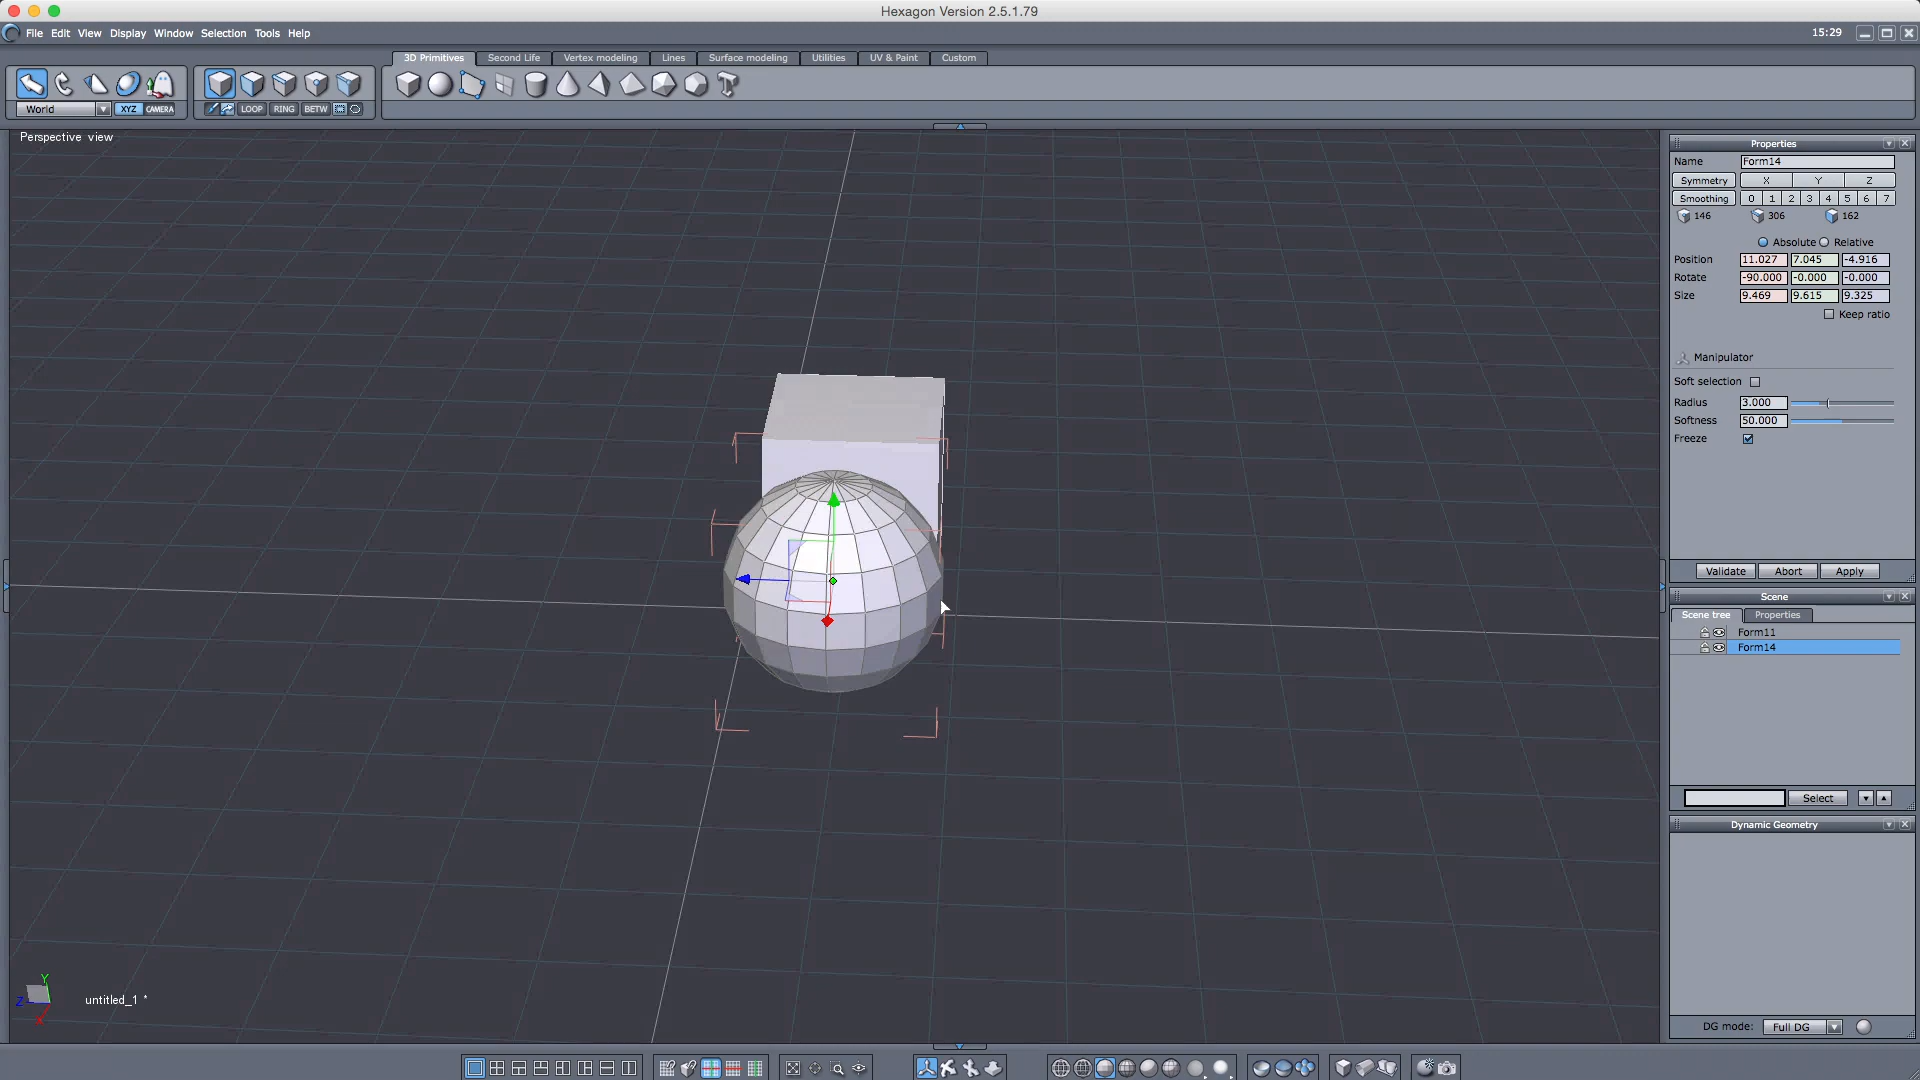 Hexagon Version 2.5.1.79
File Edit View Display Window Selection Tools Help 15:29
3D Primitives Second Life Vertex modeling Lines Surface modeling Utilities UV & Paint Custom
World XYZ CAMERA LOOP RING BETW
Perspective view
Properties
Name Form14
Symmetry X Y Z
Smoothing 0 1 2 3 4 5 6 7
146 306 162
Absolute Relative
Position 11.027 7.045 -4.916
Rotate -90.000 -0.000 -0.000
Size 9.469 9.615 9.325
Keep ratio
Manipulator
Soft selection
Radius 3.000
Softness 50.000
Freeze
Validate Abort Apply
Scene
Scene tree Properties
Form11
Form14
Select
Dynamic Geometry
Y
Z
X
untitled_1 *
DG mode: Full DG